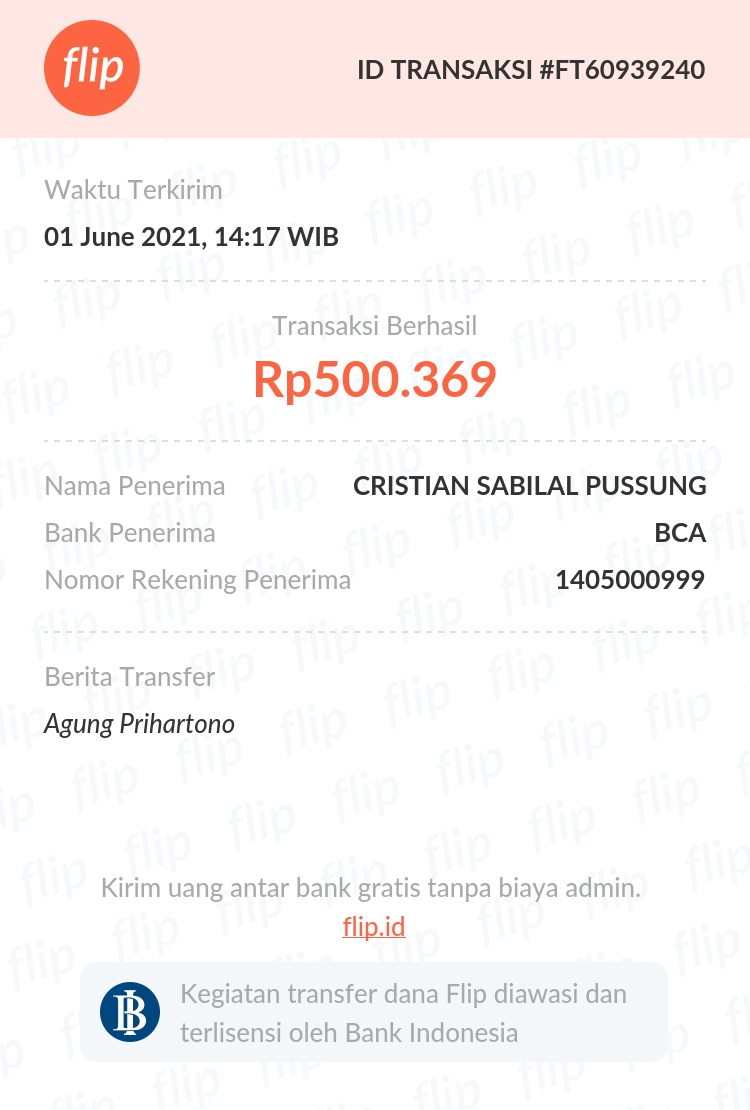 flip
ID TRANSAKSI #FT60939240
Waktu Terkirim
01 June 2021, 14:17 WIB
Transaksi Berhasil
Rp500.369
Nama Penerima CRISTIAN SABILAL PUSSUNG
Bank Penerima BCA
Nomor Rekening Penerima 1405000999
Berita Transfer
Agung Prihartono
Kirim uang antar bank gratis tanpa biaya admin.
flip.id
Kegiatan transfer dana Flip diawasi dan
terlisensi oleh Bank Indonesia